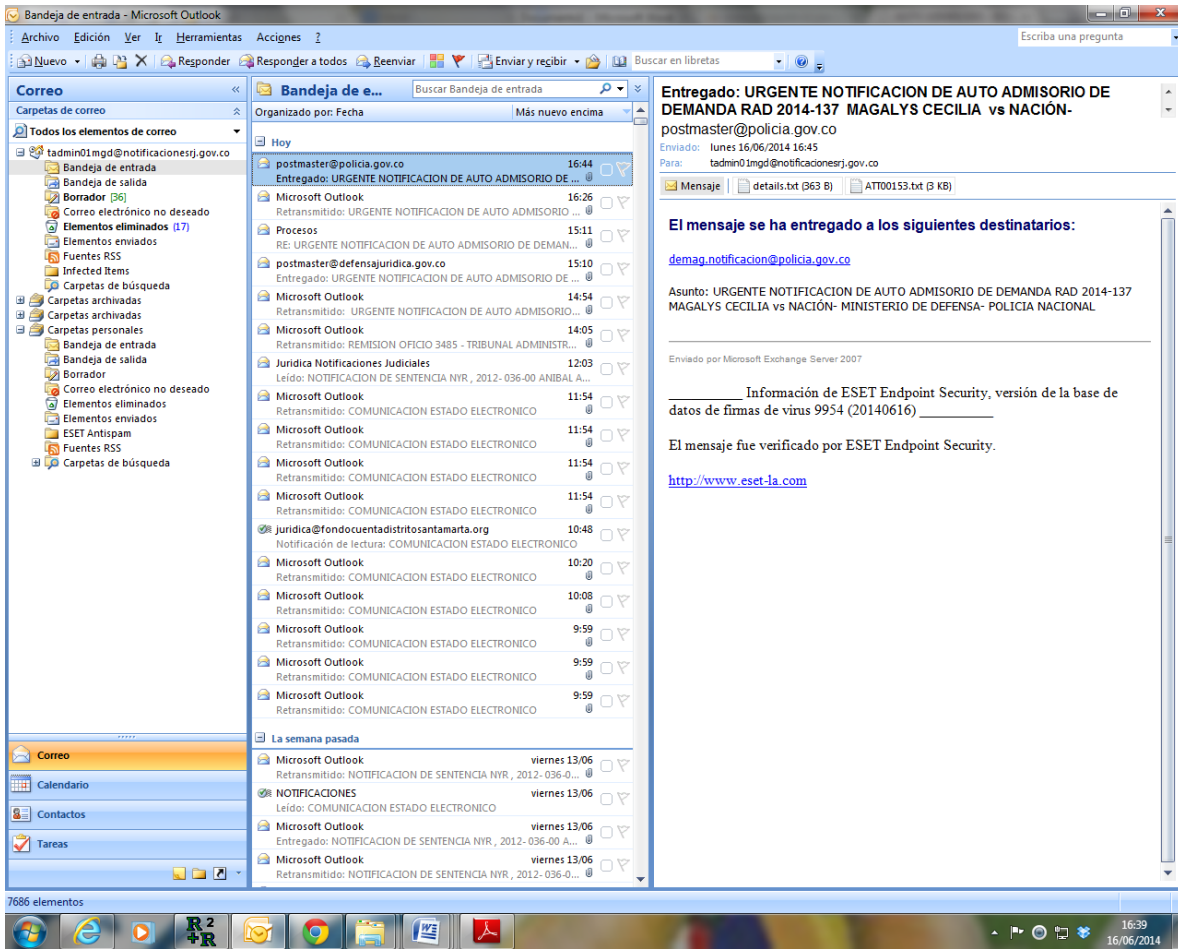 Bandeja de entrada - Microsoft Outlook
Archivo Edición Ver Ir Herramientas Acciones ?
Escriba una pregunta
Nuevo Responder Responder a todos Reenviar Enviar y recibir Buscar en libretas
Correo
Carpetas de correo
Todos los elementos de correo
tadmin01mgd@notificacionesrj.gov.co
Bandeja de entrada
Bandeja de salida
Borrador [36]
Correo electrónico no deseado
Elementos eliminados (17)
Elementos enviados
Fuentes RSS
Infected Items
Carpetas de búsqueda
Carpetas archivadas
Carpetas archivadas
Carpetas personales
Bandeja de entrada
Bandeja de salida
Borrador
Correo electrónico no deseado
Elementos eliminados
Elementos enviados
ESET Antispam
Fuentes RSS
Carpetas de búsqueda
Correo
Calendario
Contactos
Tareas
Bandeja de e...
Buscar Bandeja de entrada
Organizado por: Fecha Más nuevo encima
Hoy
postmaster@policia.gov.co 16:44
Entregado: URGENTE NOTIFICACION DE AUTO ADMISORIO DE ...
Microsoft Outlook 16:26
Retransmitido: URGENTE NOTIFICACION DE AUTO ADMISORIO ...
Procesos 15:11
RE: URGENTE NOTIFICACION DE AUTO ADMISORIO DE DEMAN...
postmaster@defensajuridica.gov.co 15:10
Entregado: URGENTE NOTIFICACION DE AUTO ADMISORIO DE ...
Microsoft Outlook 14:54
Retransmitido: URGENTE NOTIFICACION DE AUTO ADMISORIO...
Microsoft Outlook 14:05
Retransmitido: REMISION OFICIO 3485 - TRIBUNAL ADMINISTR...
Juridica Notificaciones Judiciales 12:03
Leído: NOTIFICACION DE SENTENCIA NYR , 2012- 036-00 ANIBAL A...
Microsoft Outlook 11:54
Retransmitido: COMUNICACION ESTADO ELECTRONICO
Microsoft Outlook 11:54
Retransmitido: COMUNICACION ESTADO ELECTRONICO
Microsoft Outlook 11:54
Retransmitido: COMUNICACION ESTADO ELECTRONICO
Microsoft Outlook 11:54
Retransmitido: COMUNICACION ESTADO ELECTRONICO
juridica@fondocuentadistritosantamarta.org 10:48
Notificación de lectura: COMUNICACION ESTADO ELECTRONICO
Microsoft Outlook 10:20
Retransmitido: COMUNICACION ESTADO ELECTRONICO
Microsoft Outlook 10:08
Retransmitido: COMUNICACION ESTADO ELECTRONICO
Microsoft Outlook 9:59
Retransmitido: COMUNICACION ESTADO ELECTRONICO
Microsoft Outlook 9:59
Retransmitido: COMUNICACION ESTADO ELECTRONICO
Microsoft Outlook 9:59
Retransmitido: COMUNICACION ESTADO ELECTRONICO
La semana pasada
Microsoft Outlook viernes 13/06
Retransmitido: NOTIFICACION DE SENTENCIA NYR , 2012- 036-0...
NOTIFICACIONES viernes 13/06
Leído: COMUNICACION ESTADO ELECTRONICO
Microsoft Outlook viernes 13/06
Entregado: NOTIFICACION DE SENTENCIA NYR , 2012- 036-00 A...
Microsoft Outlook viernes 13/06
Retransmitido: NOTIFICACION DE SENTENCIA NYR , 2012- 036-0...
Entregado: URGENTE NOTIFICACION DE AUTO ADMISORIO DE
DEMANDA RAD 2014-137 MAGALYS CECILIA vs NACIÓN-
postmaster@policia.gov.co
Enviado: lunes 16/06/2014 16:45
Para: tadmin01mgd@notificacionesrj.gov.co
Mensaje details.txt (363 B) ATT00153.txt (3 KB)
El mensaje se ha entregado a los siguientes destinatarios:
demag.notificacion@policia.gov.co
Asunto: URGENTE NOTIFICACION DE AUTO ADMISORIO DE DEMANDA RAD 2014-137
MAGALYS CECILIA vs NACIÓN- MINISTERIO DE DEFENSA- POLICIA NACIONAL
Enviado por Microsoft Exchange Server 2007
__________ Información de ESET Endpoint Security, versión de la base de
datos de firmas de virus 9954 (20140616) __________
El mensaje fue verificado por ESET Endpoint Security.
http://www.eset-la.com
7686 elementos
R2
+R
16:39
16/06/2014